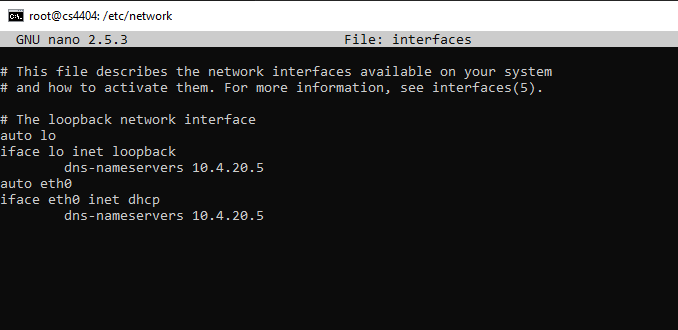 root@cs4404: /etc/network
GNU nano 2.5.3 File: interfaces
# This file describes the network interfaces available on your system
# and how to activate them. For more information, see interfaces(5).
# The loopback network interface
auto lo
iface lo inet loopback
dns-nameservers 10.4.20.5
auto eth0
iface eth0 inet dhcp
dns-nameservers 10.4.20.5